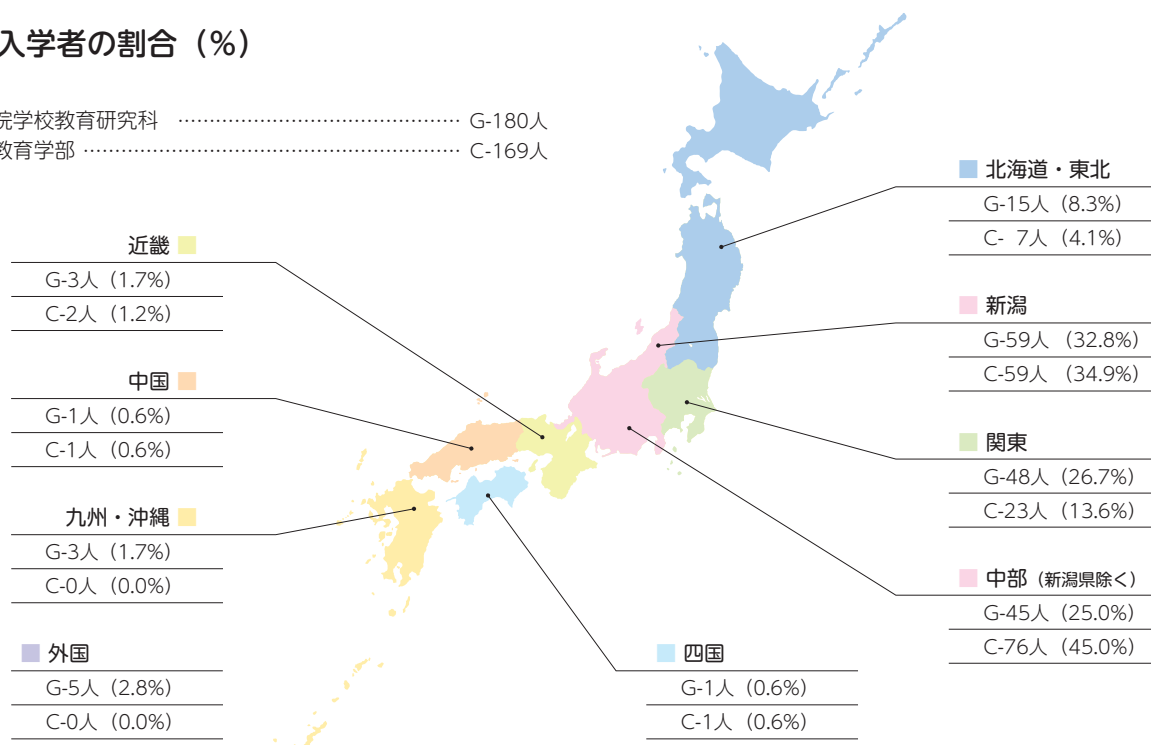 入学者の割合（%）
院学校教育研究科 ………………………………………… G-180人
教育学部 ………………………………………………………… C-169人
北海道・東北
G-15人（8.3%）
C- 7人（4.1%）
近畿
G-3人（1.7%）
C-2人（1.2%）
新潟
G-59人（32.8%）
C-59人（34.9%）
中国
G-1人（0.6%）
C-1人（0.6%）
関東
G-48人（26.7%）
C-23人（13.6%）
九州・沖縄
G-3人（1.7%）
C-0人（0.0%）
中部（新潟県除く）
G-45人（25.0%）
C-76人（45.0%）
外国
G-5人（2.8%）
C-0人（0.0%）
四国
G-1人（0.6%）
C-1人（0.6%）